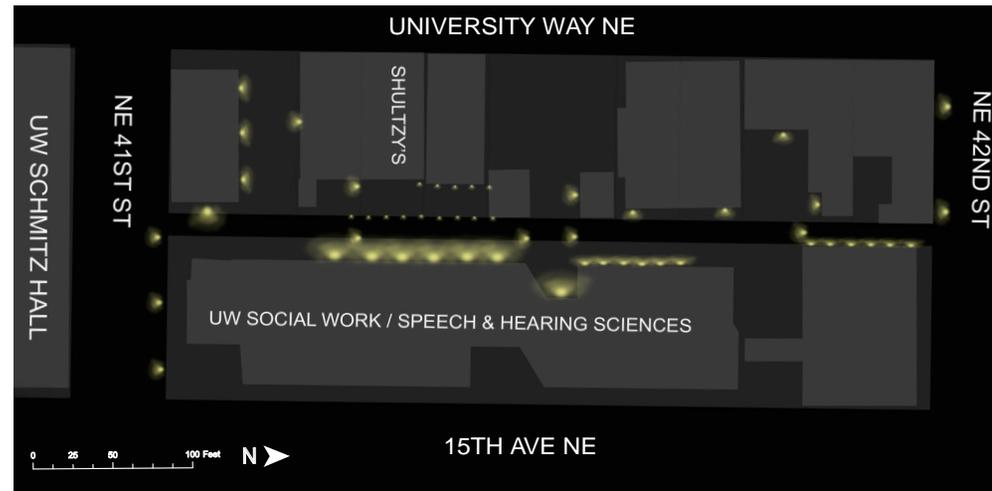 UNIVERSITY WAY NE
SHULTZY'S
UW SCHMITZ HALL
NE 41ST ST
NE 42ND ST
UW SOCIAL WORK / SPEECH & HEARING SCIENCES
15TH AVE NE
0 25 50 100 Feet
N